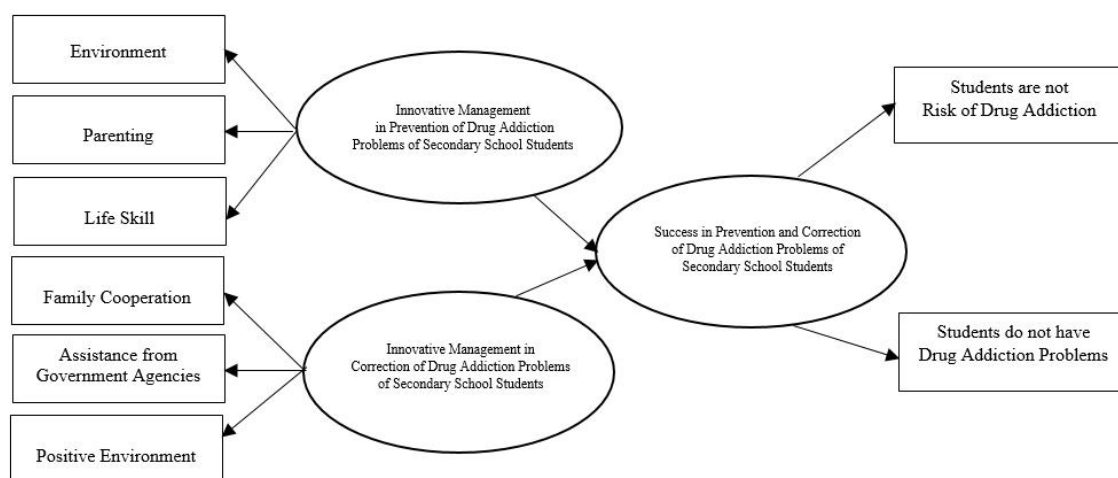 Environment
Parenting
Life Skill
Family Cooperation
Assistance from
Government Agencies
Positive Environment
Innovative Management
in Prevention of Drug Addiction
Problems of Secondary School Students
Innovative Management in
Correction of Drug Addiction Problems
of Secondary School Students
Success in Prevention and Correction
of Drug Addiction Problems of
Secondary School Students
Students are not
Risk of Drug Addiction
Students do not have
Drug Addiction Problems